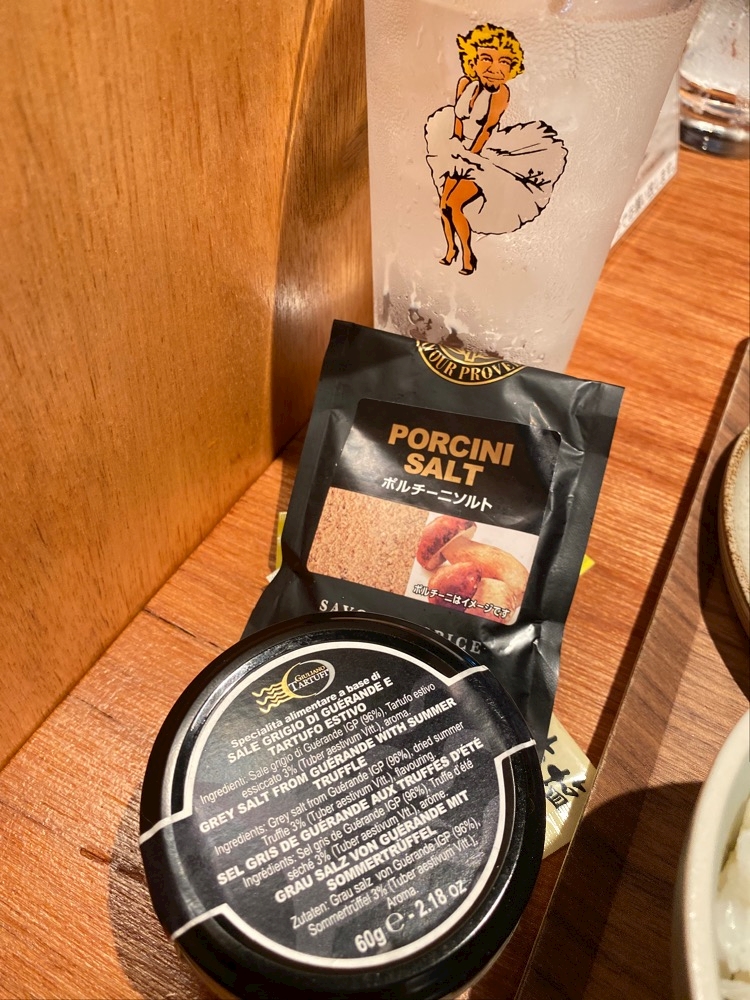 PORCINI
SALT
ポルチーニソルト
ポルチーニはイメージです
GIULIANO
TARTUFI
Specialità alimentare a base di
SALE GRIGIO DI GUÉRANDE E
TARTUFO ESTIVO
Ingredienti: Sale grigio di Guérande IGP (96%), Tartufo estivo
essiccato 3% (Tuber aestivum Vitt.), aroma.
GREY SALT FROM GUÉRANDE WITH SUMMER
TRUFFLE
Ingredients: Grey salt from Guérande IGP (96%), dried summer
Truffle 3% (Tuber aestivum Vitt.), flavouring.
SEL GRIS DE GUÉRANDE AUX TRUFFES D'ÉTÉ
Ingrédients: Sel gris de Guérande IGP (96%), Truffe d'été
séché 3% (Tuber aestivum Vitt.), arôme.
GRAU SALZ VON GUÉRANDE MIT
SOMMERTRÜFFEL
Zutaten: Grau salz von Guérande IGP (96%),
Sommertrüffel 3% (Tuber aestivum Vitt.),
Aroma.
60g e - 2.18 oz